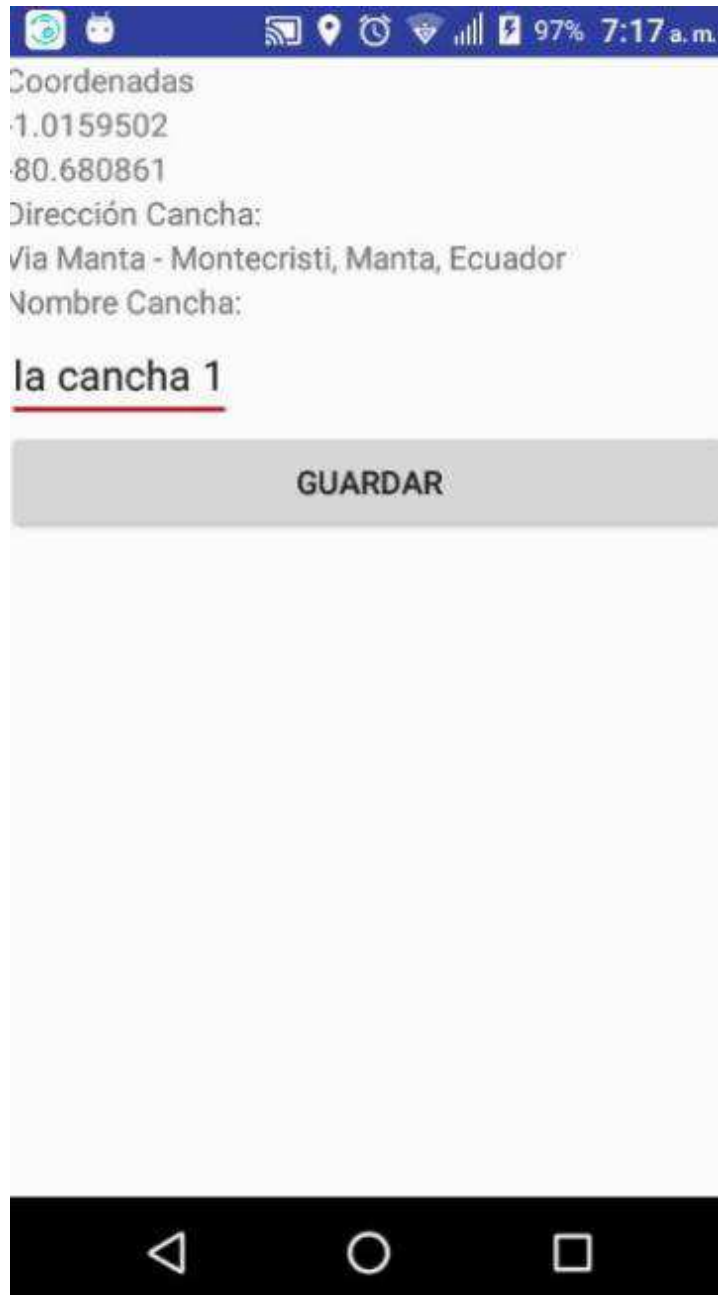 97% 7:17 a. m.
Coordenadas
-1.0159502
-80.680861
Dirección Cancha:
Via Manta - Montecristi, Manta, Ecuador
Nombre Cancha:
la cancha 1
GUARDAR